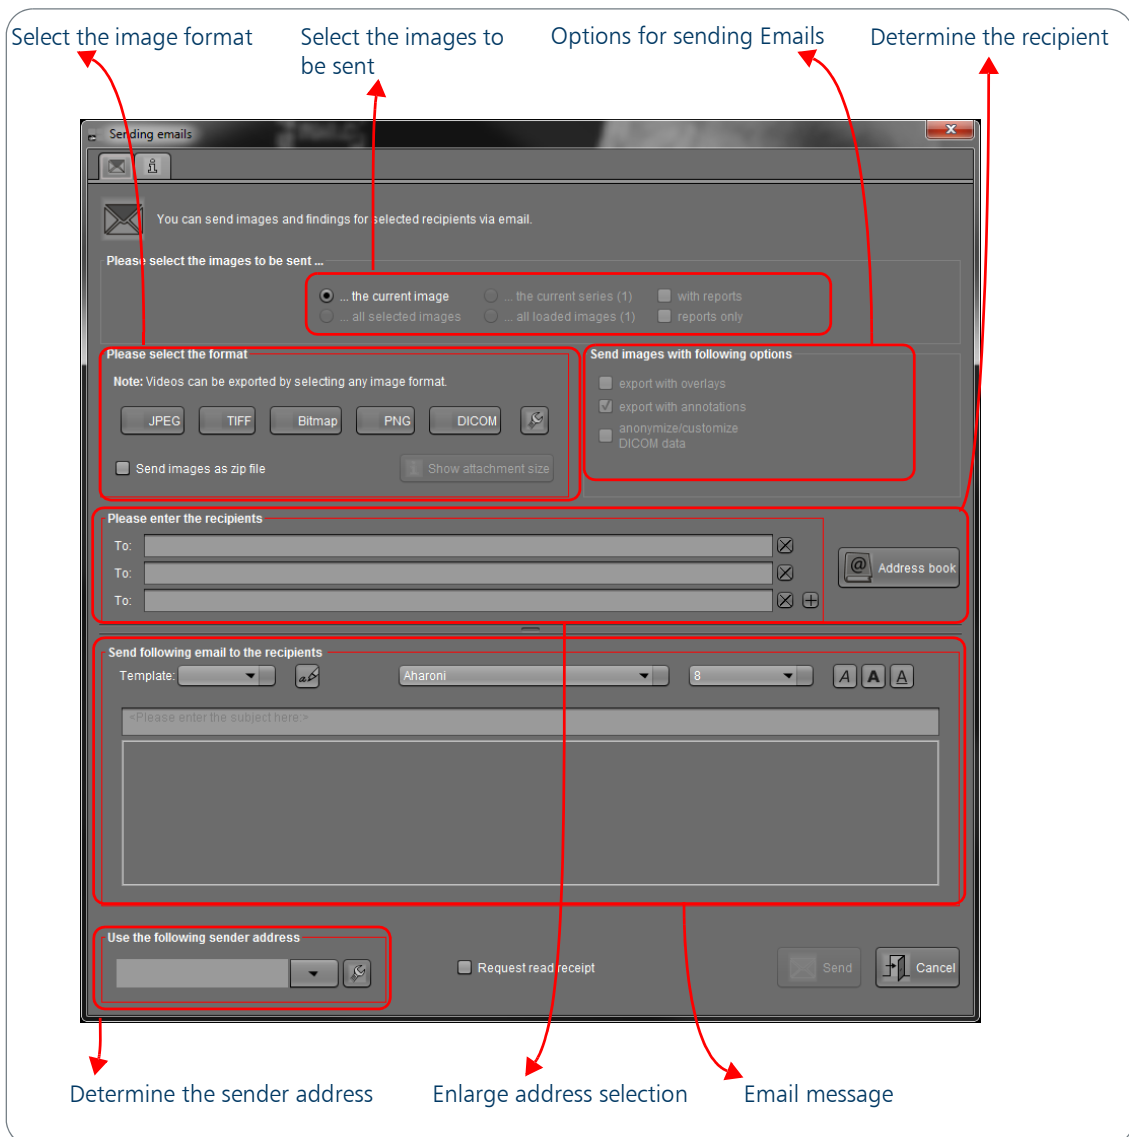 Select the image format
Select the images to
be sent
Options for sending Emails
Determine the recipient
Sending emails
You can send images and findings for selected recipients via email.
Please select the images to be sent ...
... the current image
... the current series (1)
with reports
... all selected images
... all loaded images (1)
reports only
Please select the format
Note: Videos can be exported by selecting any image format.
JPEG
TIFF
Bitmap
PNG
DICOM
Send images as zip file
Show attachment size
Send images with following options
export with overlays
export with annotations
anonymize/customize
DICOM data
Please enter the recipients
To:
To:
To:
@ Address book
Send following email to the recipients
Template:
ab
Aharoni
8
A A A
<Please enter the subject here:>
Use the following sender address
Request read receipt
Send
Cancel
Determine the sender address
Enlarge address selection
Email message